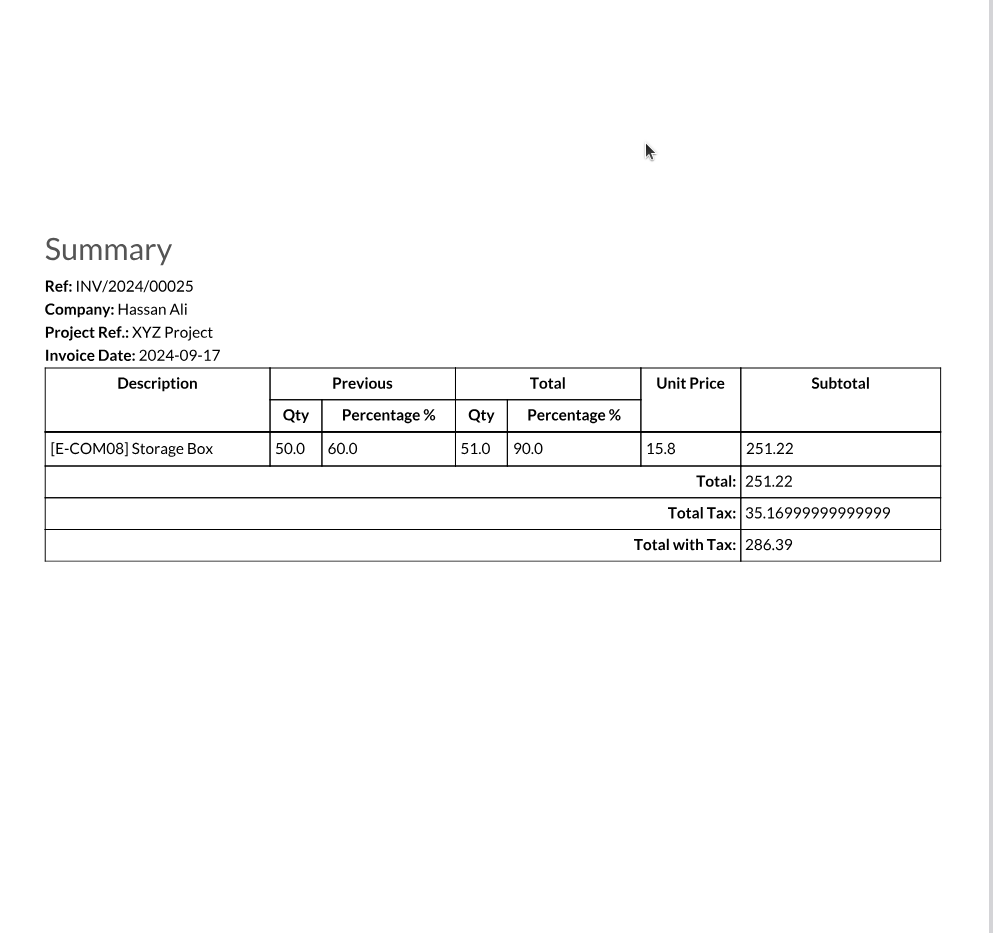 Summary
Ref: INV/2024/00025
Company: Hassan Ali
Project Ref.: XYZ Project
Invoice Date: 2024-09-17
Description Previous Total Unit Price Subtotal
Qty Percentage % Qty Percentage %
[E-COM08] Storage Box 50.0 60.0 51.0 90.0 15.8 251.22
Total: 251.22
Total Tax: 35.16999999999999
Total with Tax: 286.39